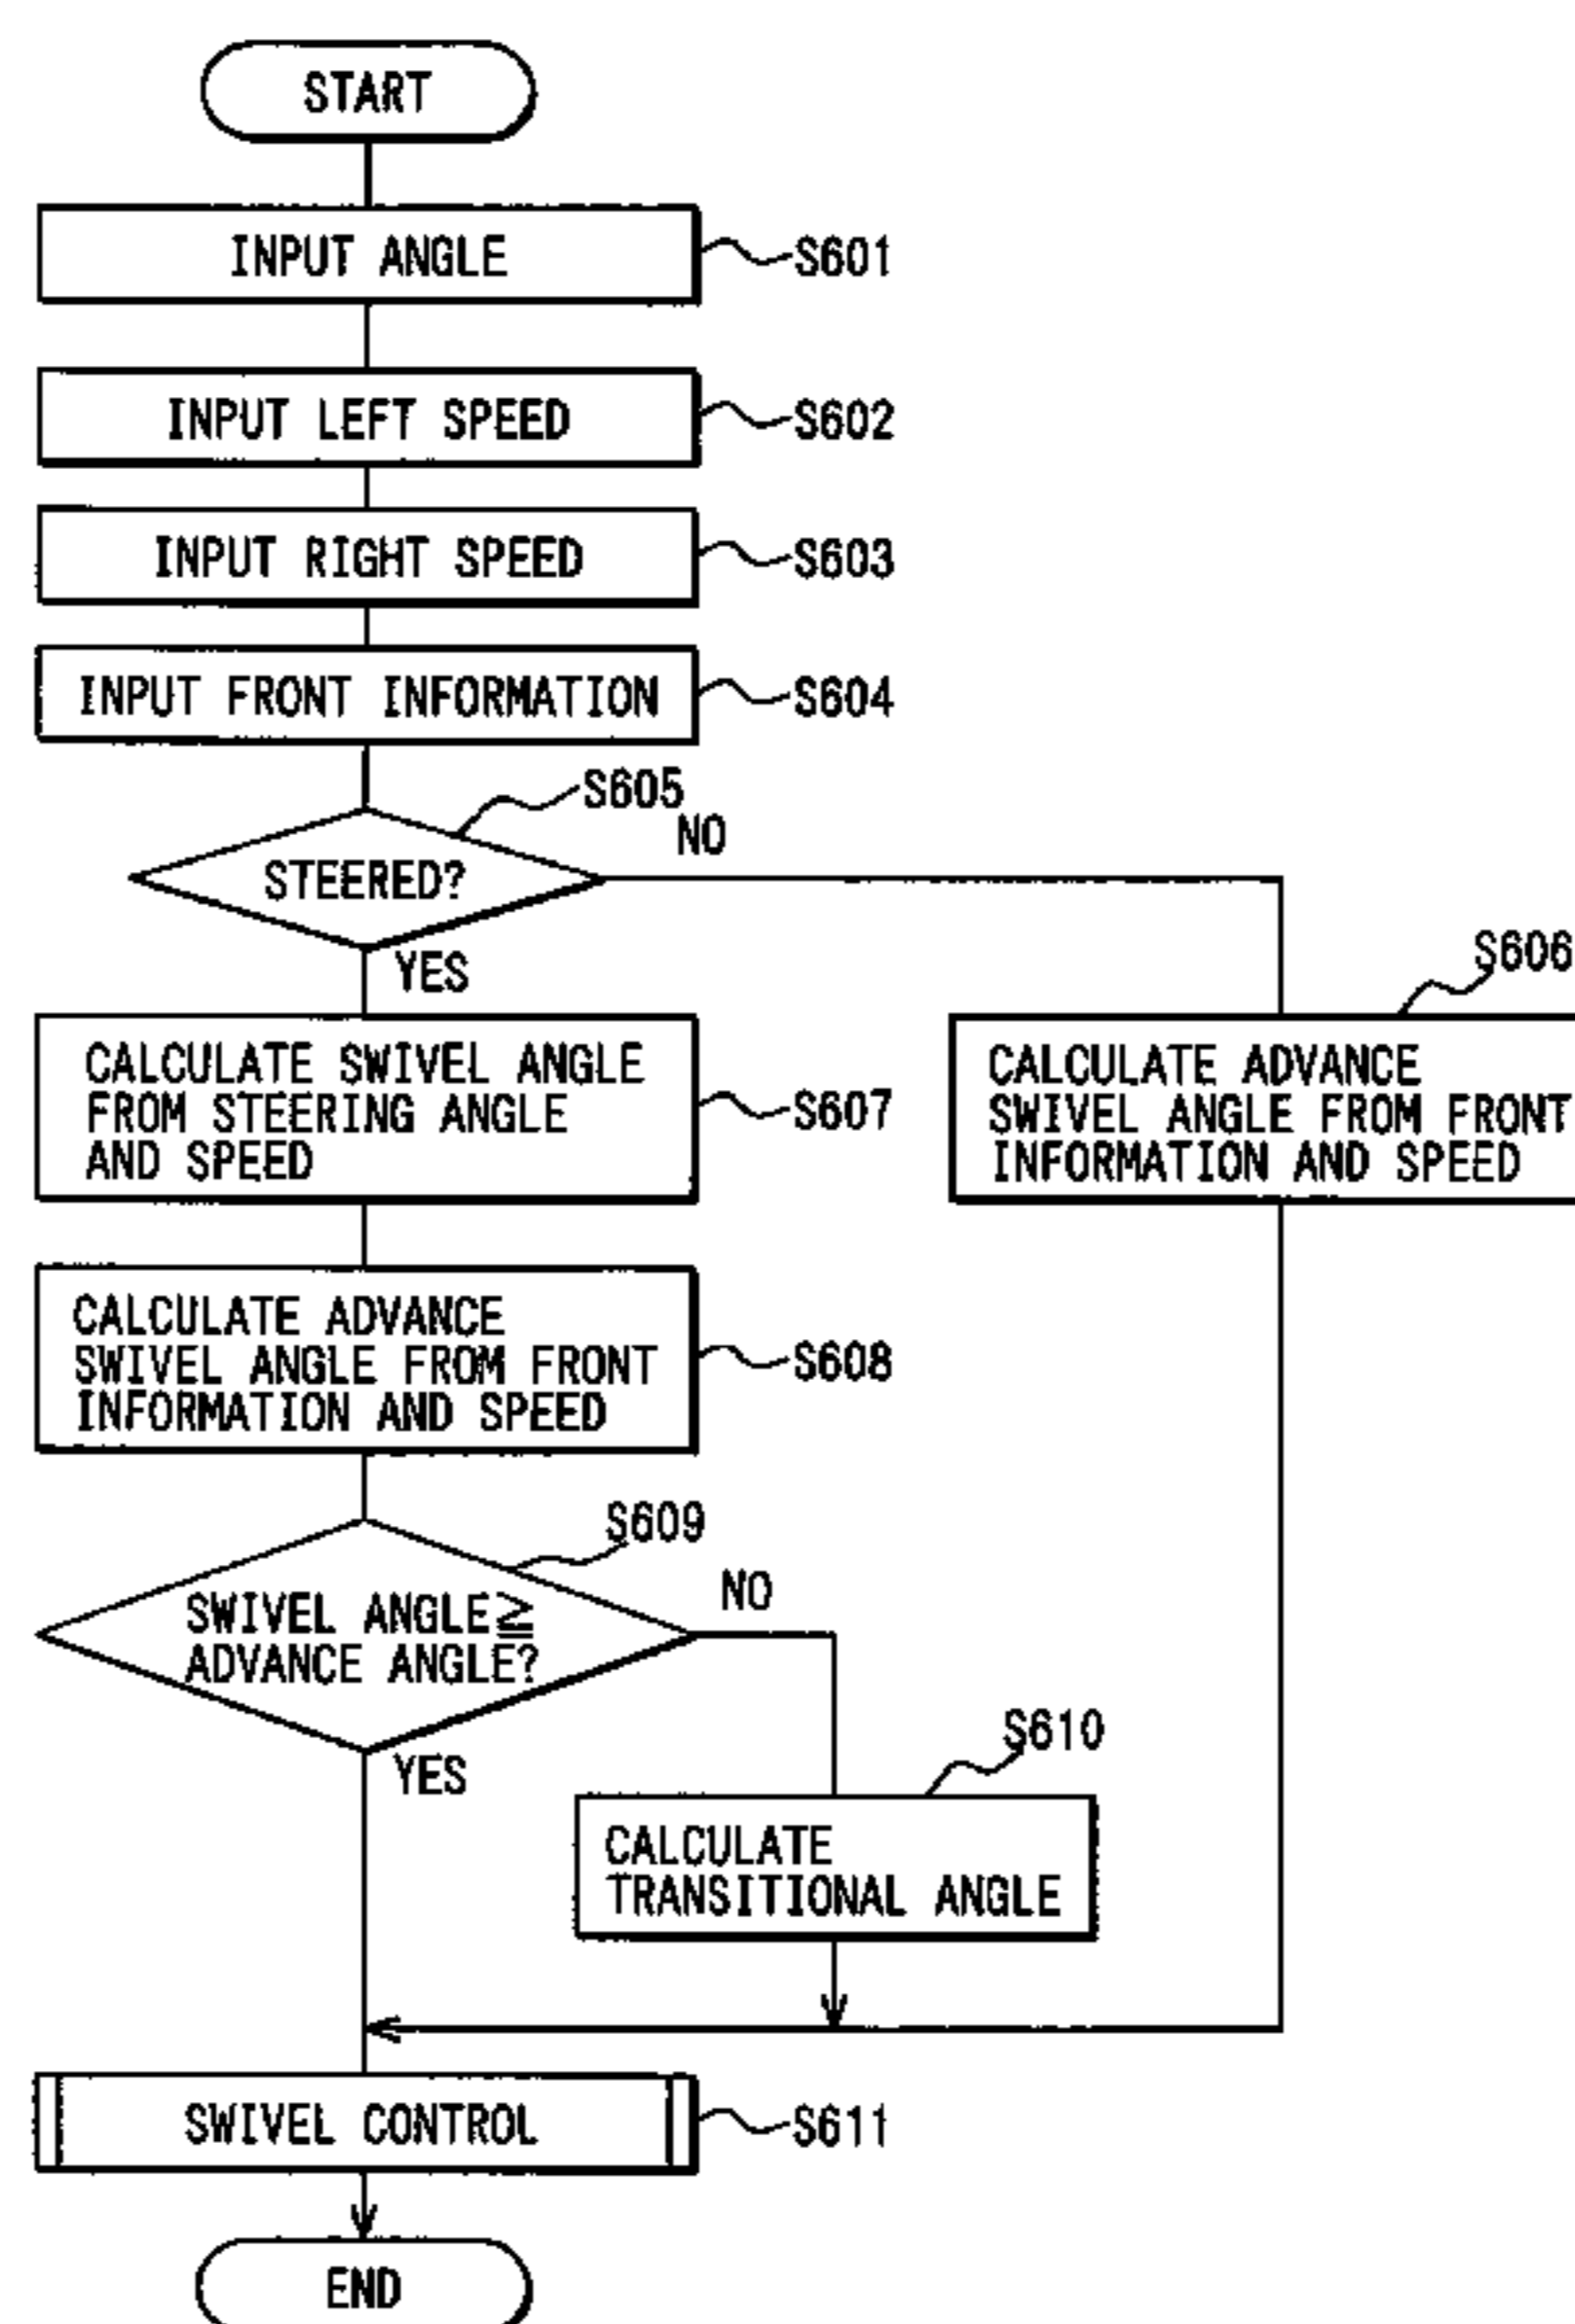 START
INPUT ANGLE
S601
INPUT LEFT SPEED
S602
INPUT RIGHT SPEED
S603
INPUT FRONT INFORMATION
S604
S605
STEERED?
NO
YES
S606
CALCULATE ADVANCE
SWIVEL ANGLE FROM FRONT
INFORMATION AND SPEED
CALCULATE SWIVEL ANGLE
FROM STEERING ANGLE
AND SPEED
S607
CALCULATE ADVANCE
SWIVEL ANGLE FROM FRONT
INFORMATION AND SPEED
S608
S609
SWIVEL ANGLE≧
ADVANCE ANGLE?
NO
YES
S610
CALCULATE
TRANSITIONAL ANGLE
SWIVEL CONTROL
S611
END